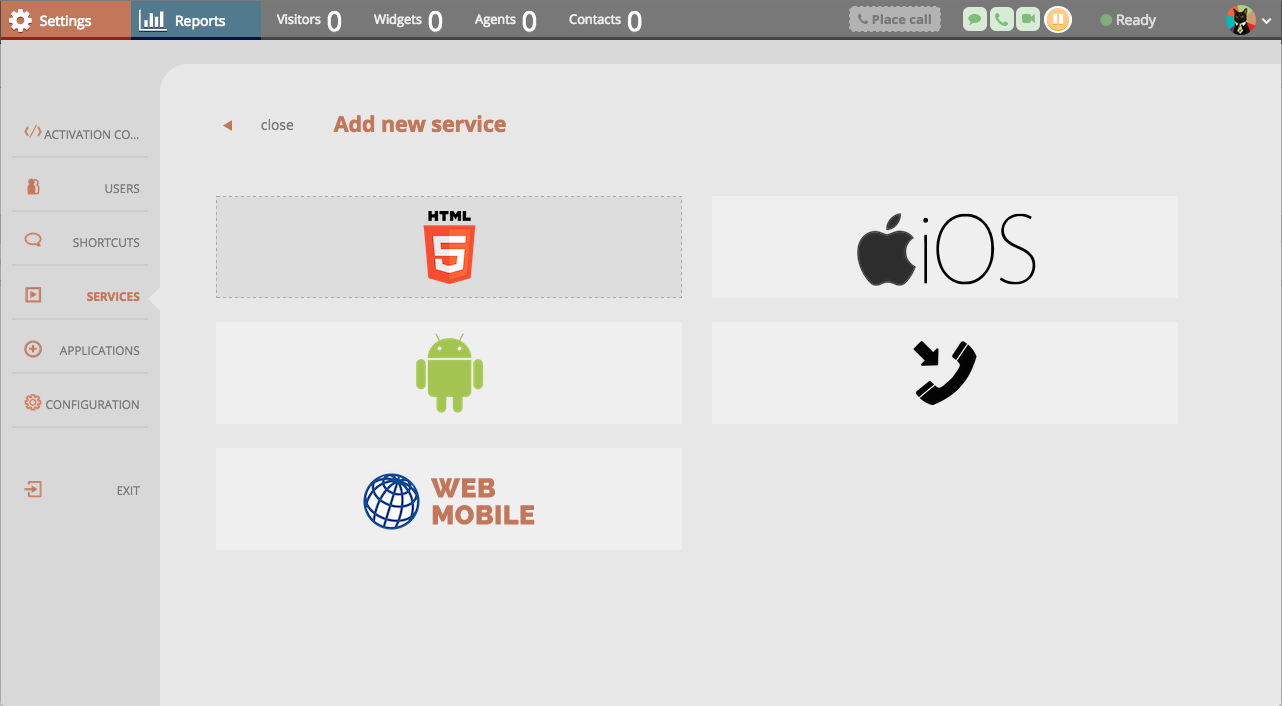 Settings
Reports
Visitors 0
Widgets 0
Agents 0
Contacts 0
Place call
Ready
ACTIVATION CO...
USERS
SHORTCUTS
SERVICES
APPLICATIONS
CONFIGURATION
EXIT
close
Add new service
HTML
5
iOS
WEB
MOBILE